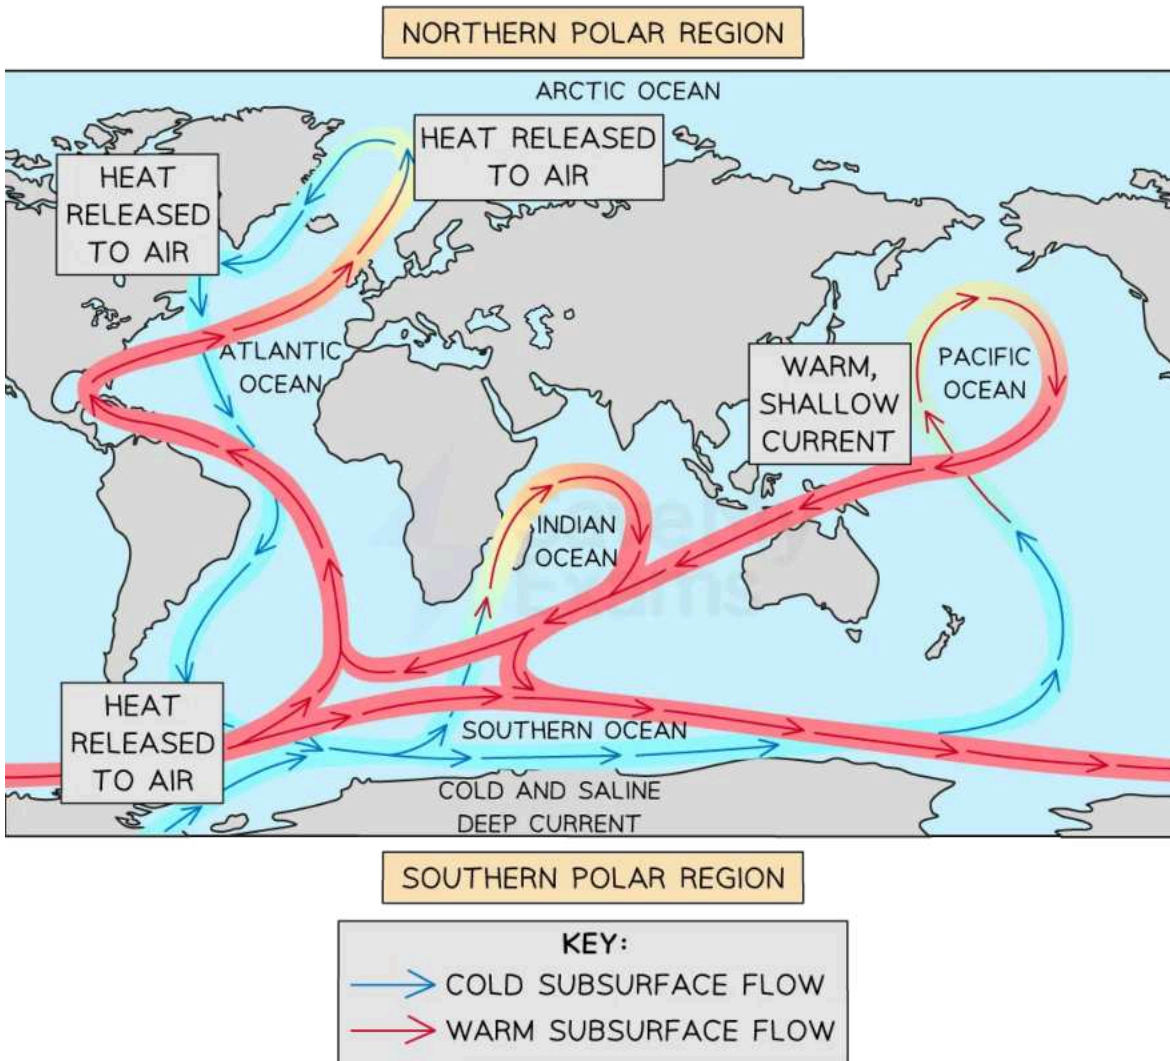 NORTHERN POLAR REGION
ARCTIC OCEAN
HEAT RELEASED
TO AIR
HEAT
RELEASED
TO AIR
ATLANTIC
OCEAN
WARM,
SHALLOW
CURRENT
PACIFIC
OCEAN
INDIAN
OCEAN
HEAT
RELEASED
TO AIR
SOUTHERN OCEAN
COLD AND SALINE
DEEP CURRENT
SOUTHERN POLAR REGION
KEY:
COLD SUBSURFACE FLOW
WARM SUBSURFACE FLOW